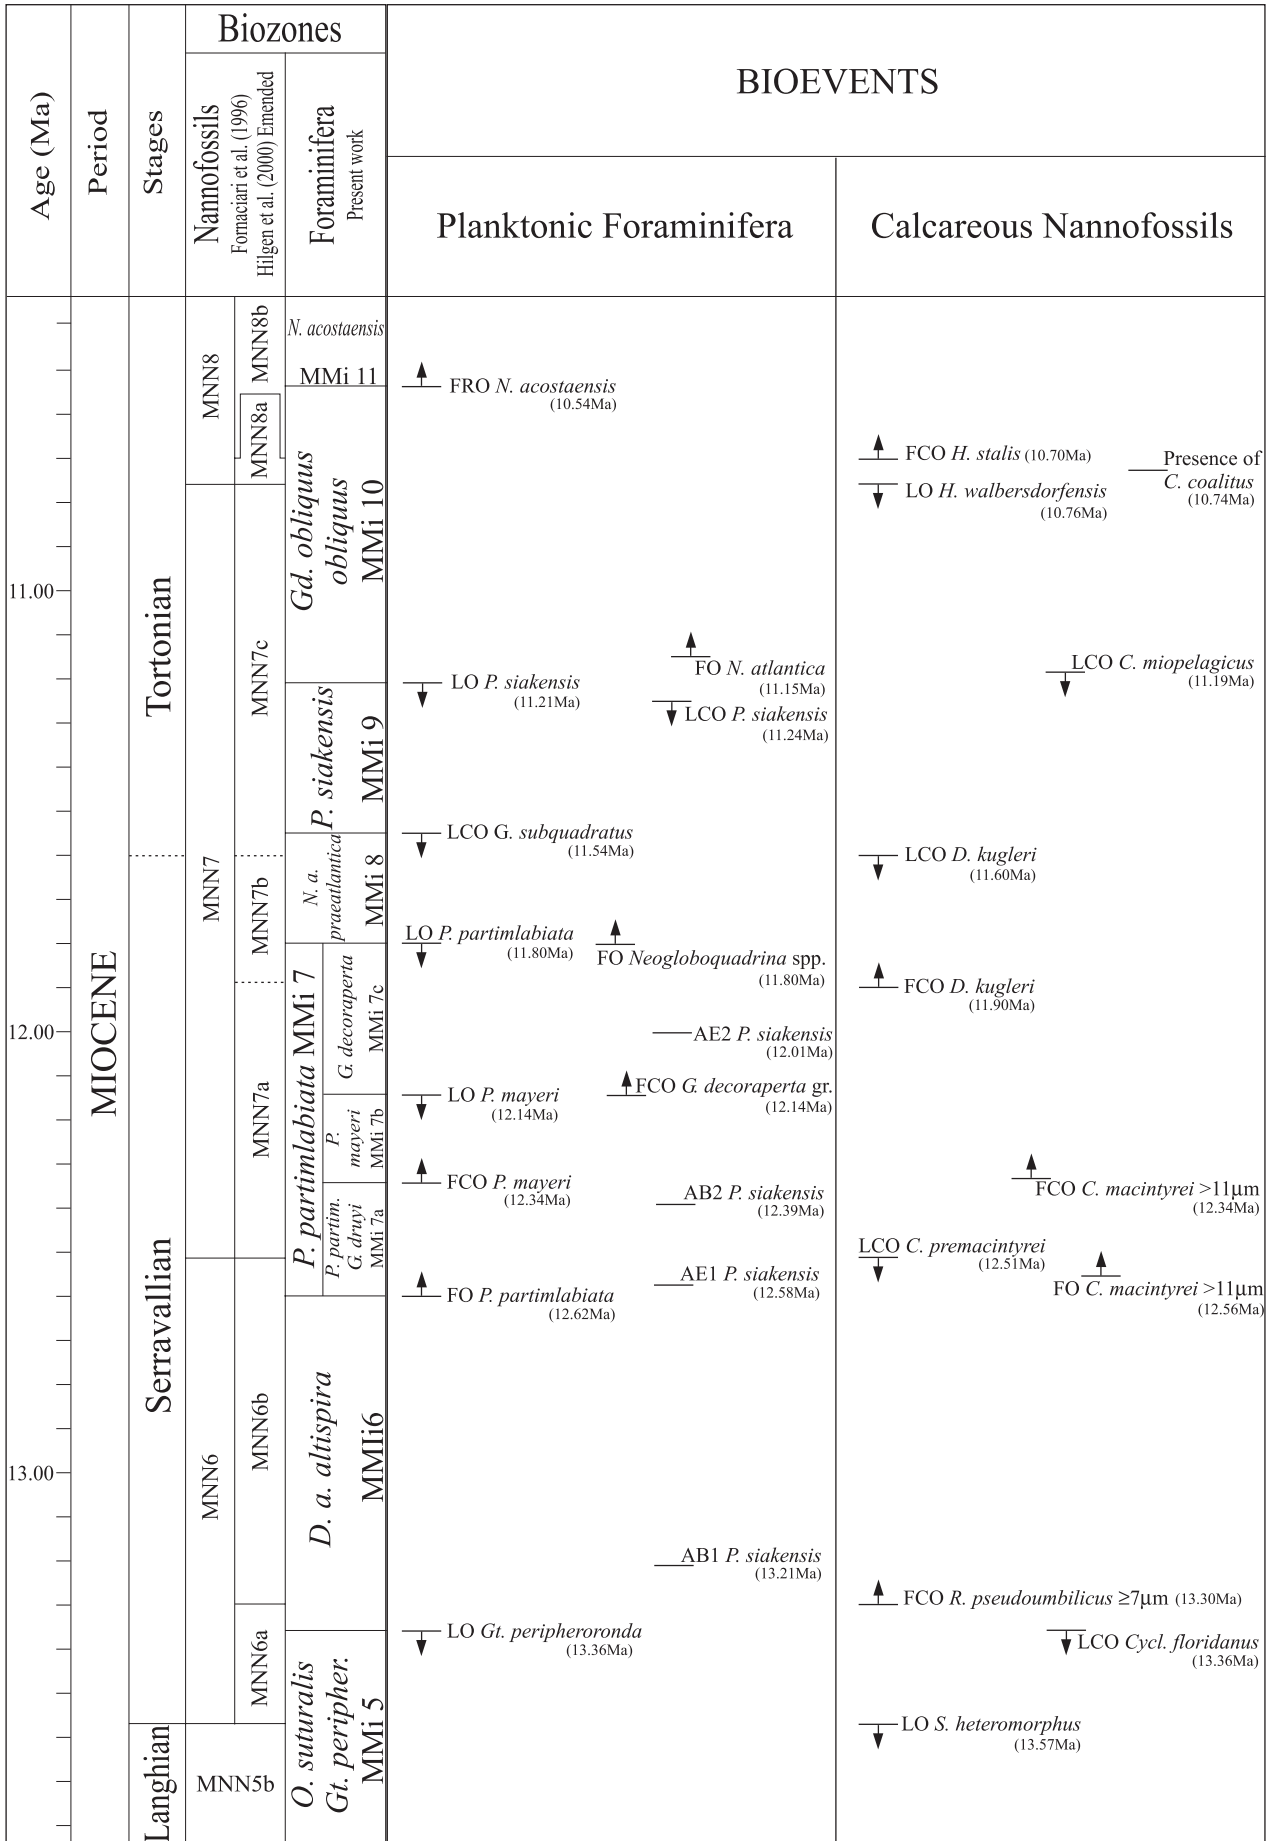 Biozones
BIOEVENTS
Age (Ma)
Period
Stages
Nannofossils
Fornaciari et al. (1996)
Hilgen et al. (2000) Emended
Foraminifera
Present work
Planktonic Foraminifera
Calcareous Nannofossils
11.00
12.00
13.00
MIOCENE
Tortonian
Serravallian
Langhian
MNN8
MNN7
MNN6
MNN5b
MNN8b
MNN8a
MNN7c
MNN7b
MNN7a
MNN6b
MNN6a
N. acostaensis
MMi 11
Gd. obliquus
obliquus
MMi 10
P. siakensis
MMi 9
N. a.
praeatlantica
MMi 8
P. partimlabiata MMi 7
G. decoraperta
MMi 7c
P.
mayeri
MMi 7b
P. partim.
G. druyi
MMi 7a
D. a. altispira
MMIi6
O. suturalis
Gt. peripher.
MMi 5
FRO N. acostaensis
(10.54Ma)
LO P. siakensis
(11.21Ma)
FO N. atlantica
(11.15Ma)
LCO P. siakensis
(11.24Ma)
LCO G. subquadratus
(11.54Ma)
LO P. partimlabiata
(11.80Ma)
FO Neogloboquadrina spp.
(11.80Ma)
AE2 P. siakensis
(12.01Ma)
LO P. mayeri
(12.14Ma)
FCO G. decoraperta gr.
(12.14Ma)
FCO P. mayeri
(12.34Ma)
AB2 P. siakensis
(12.39Ma)
AE1 P. siakensis
(12.58Ma)
FO P. partimlabiata
(12.62Ma)
AB1 P. siakensis
(13.21Ma)
LO Gt. peripheroronda
(13.36Ma)
FCO H. stalis (10.70Ma)
Presence of
C. coalitus
(10.74Ma)
LO H. walbersdorfensis
(10.76Ma)
LCO C. miopelagicus
(11.19Ma)
LCO D. kugleri
(11.60Ma)
FCO D. kugleri
(11.90Ma)
FCO C. macintyrei >11µm
(12.34Ma)
LCO C. premacintyrei
(12.51Ma)
FO C. macintyrei >11µm
(12.56Ma)
FCO R. pseudoumbilicus ≥7µm (13.30Ma)
LCO Cycl. floridanus
(13.36Ma)
LO S. heteromorphus
(13.57Ma)